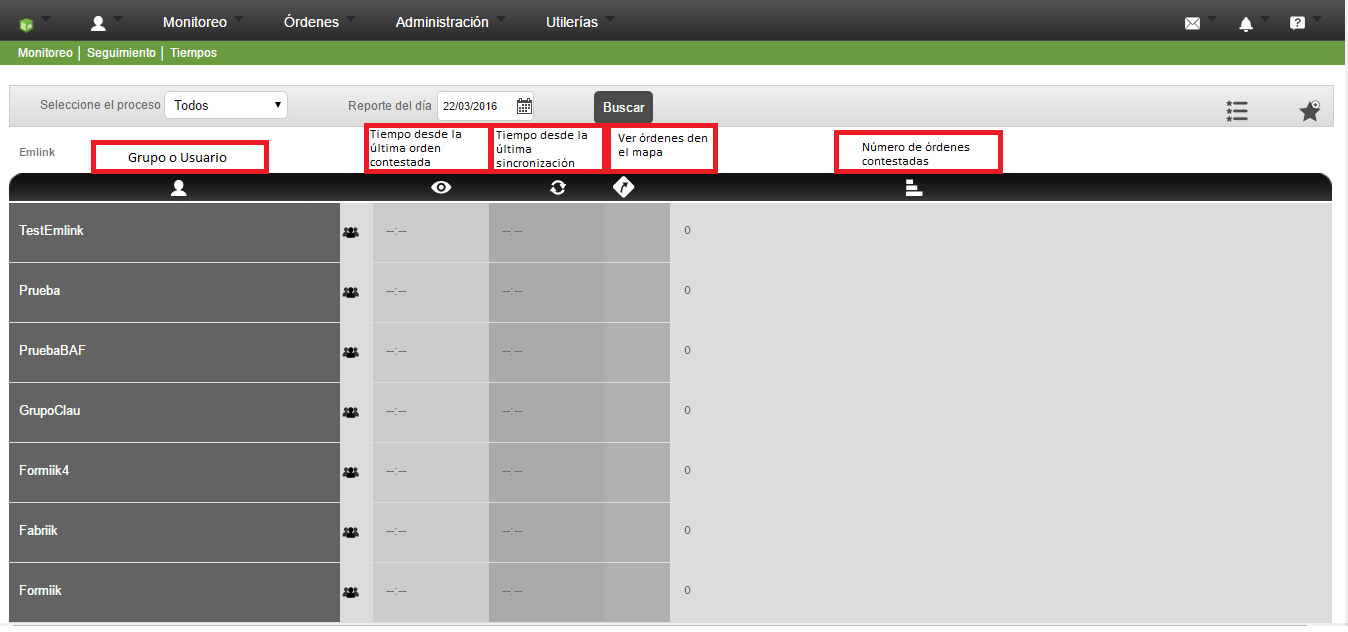 Monitoreo Órdenes Administración Utilerías
Monitoreo | Seguimiento | Tiempos
Seleccione el proceso Todos Reporte del día 22/03/2016 Buscar
Emlink
Grupo o Usuario
Tiempo desde la
última orden
contestada
Tiempo desde la
última
sincronización
Ver órdenes den
el mapa
Número de órdenes
contestadas
TestEmlink --:-- --:-- 0
Prueba --:-- --:-- 0
PruebaBAF --:-- --:-- 0
GrupoClau --:-- --:-- 0
Formiik4 --:-- --:-- 0
Fabriik --:-- --:-- 0
Formiik --:-- --:-- 0